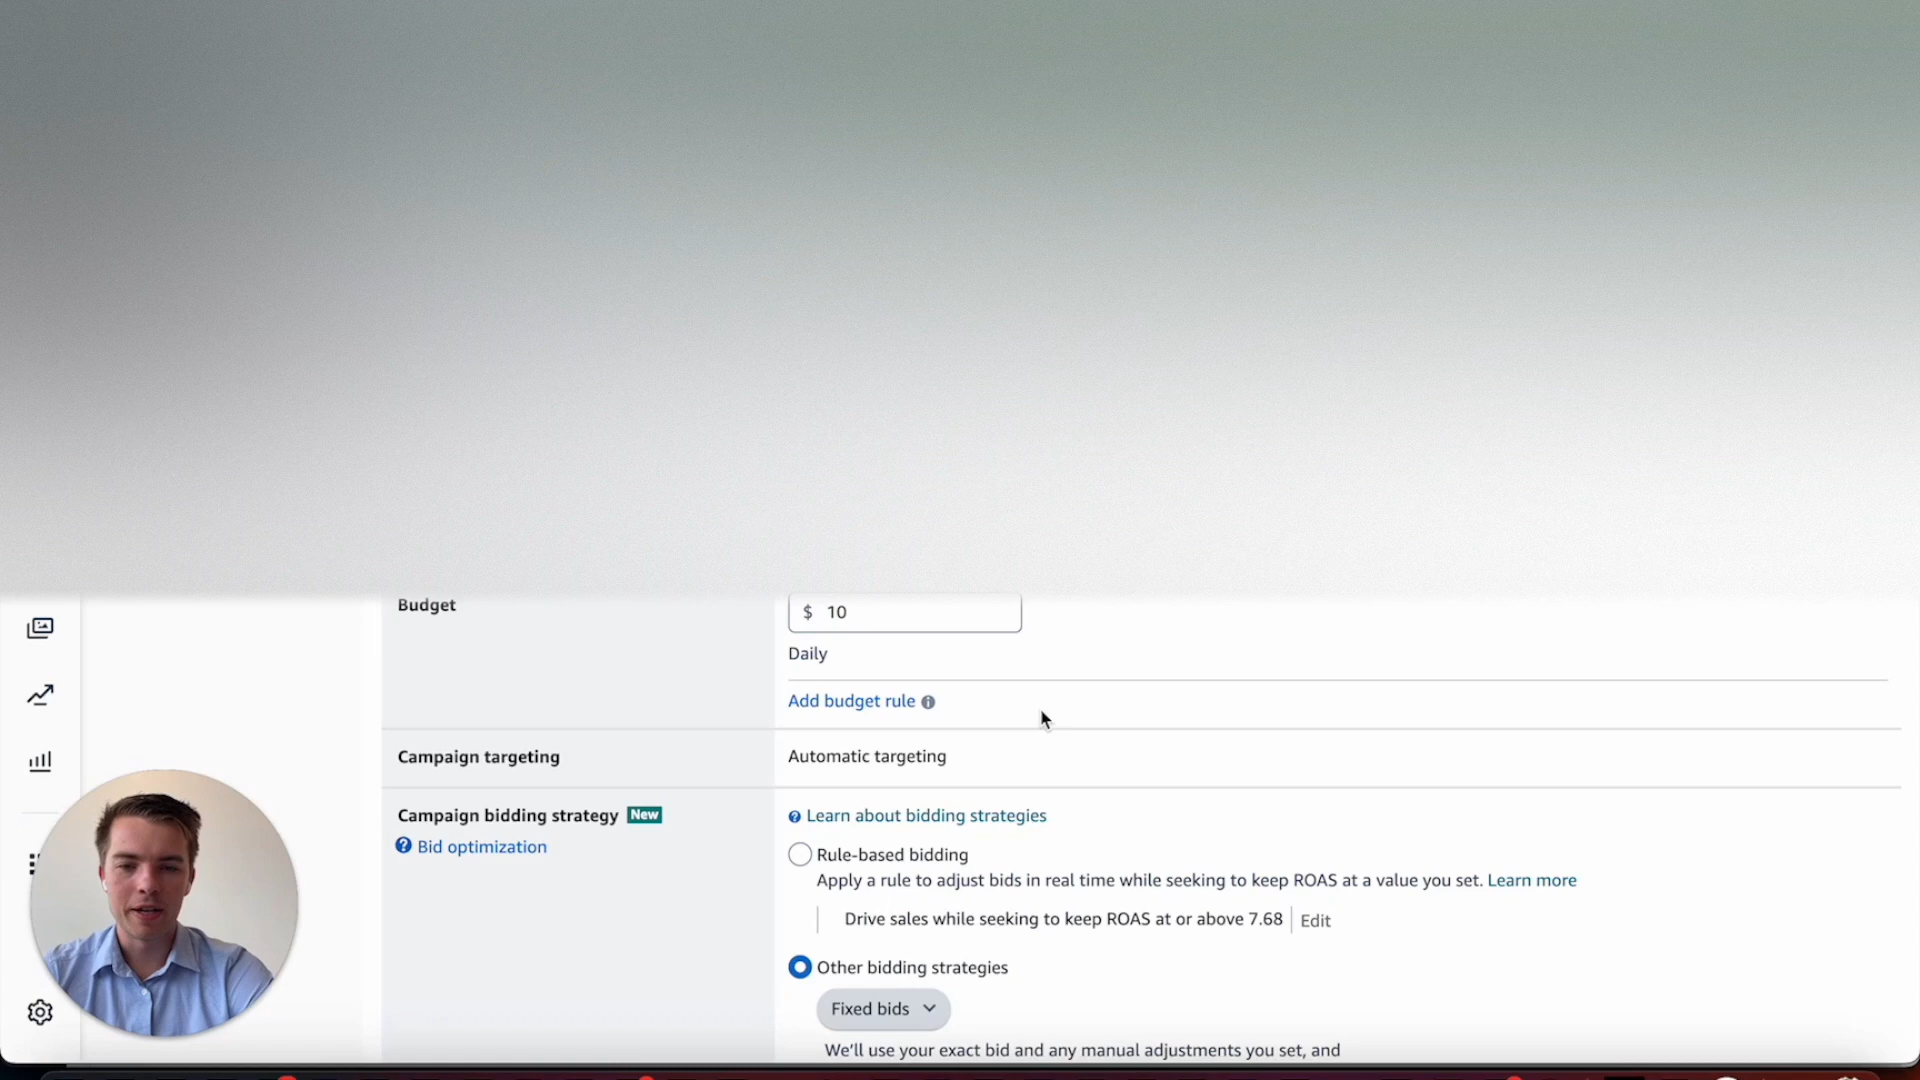 Budget
$ 10
Daily
Add budget rule
Campaign targeting
Automatic targeting
Campaign bidding strategy New
Bid optimization
Learn about bidding strategies
Rule-based bidding
Apply a rule to adjust bids in real time while seeking to keep ROAS at a value you set. Learn more
Drive sales while seeking to keep ROAS at or above 7.68 Edit
Other bidding strategies
Fixed bids
We'll use your exact bid and any manual adjustments you set, and